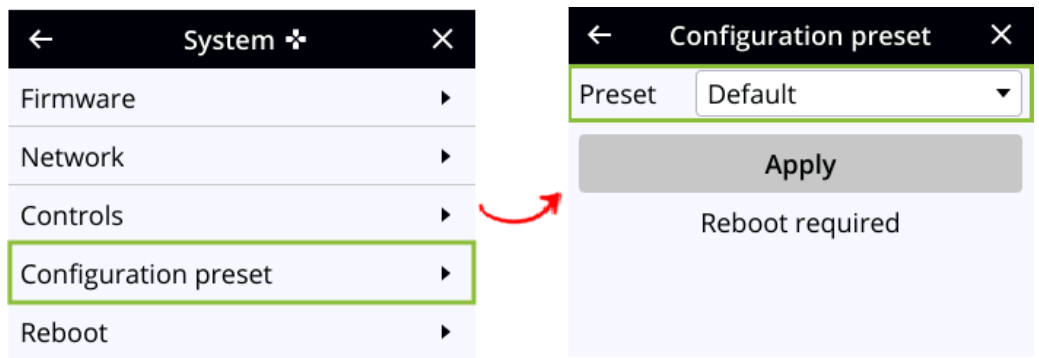 System
Firmware
Network
Controls
Configuration preset
Reboot
Configuration preset
Preset Default
Apply
Reboot required